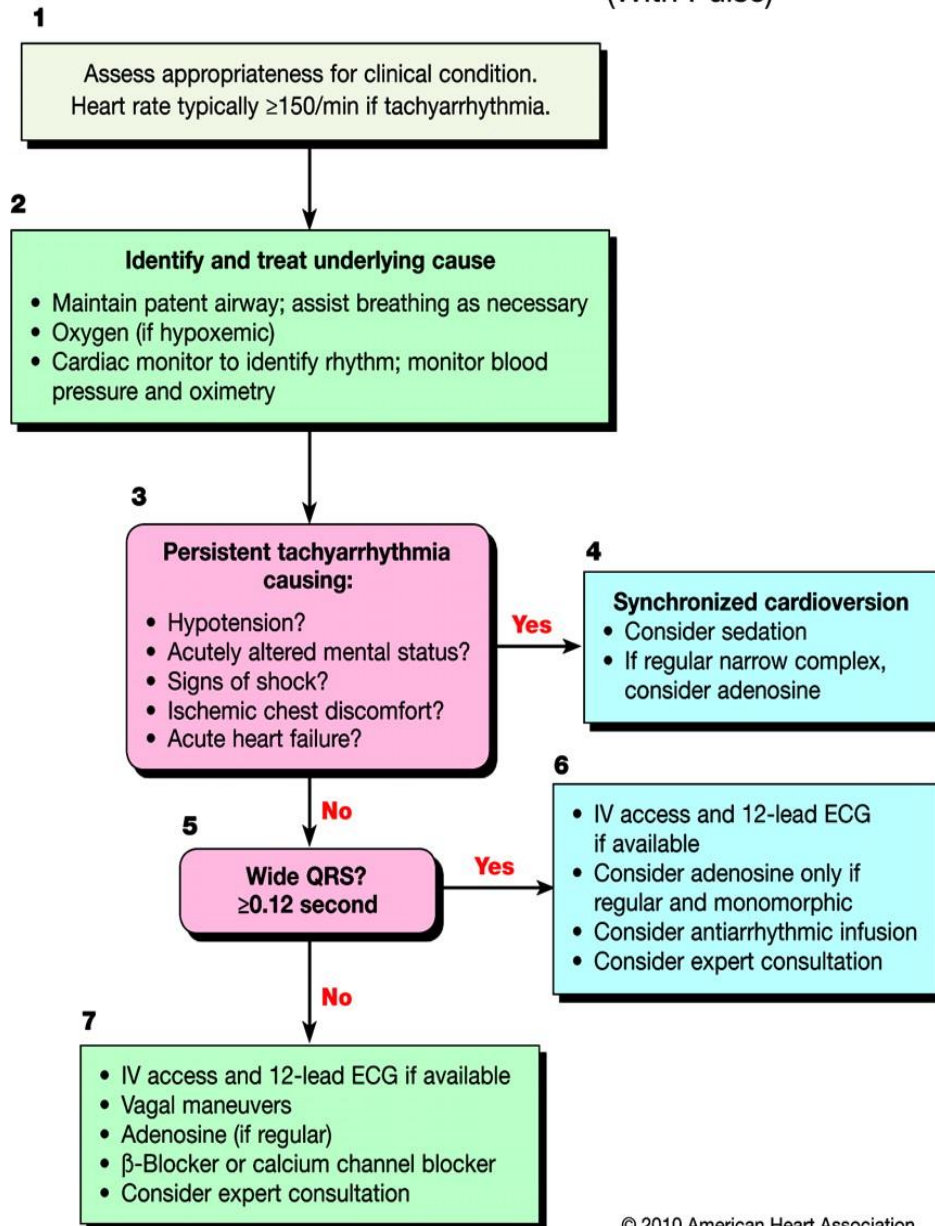 (With Pulse)
1
Assess appropriateness for clinical condition.
Heart rate typically ≥150/min if tachyarrhythmia.
2
Identify and treat underlying cause
• Maintain patent airway; assist breathing as necessary
• Oxygen (if hypoxemic)
• Cardiac monitor to identify rhythm; monitor blood
pressure and oximetry
3
Persistent tachyarrhythmia
causing:
• Hypotension?
• Acutely altered mental status?
• Signs of shock?
• Ischemic chest discomfort?
• Acute heart failure?
Yes
4
Synchronized cardioversion
• Consider sedation
• If regular narrow complex,
consider adenosine
No
5
Wide QRS?
≥0.12 second
Yes
6
• IV access and 12-lead ECG
if available
• Consider adenosine only if
regular and monomorphic
• Consider antiarrhythmic infusion
• Consider expert consultation
No
7
• IV access and 12-lead ECG if available
• Vagal maneuvers
• Adenosine (if regular)
• β-Blocker or calcium channel blocker
• Consider expert consultation
© 2010 American Heart Association